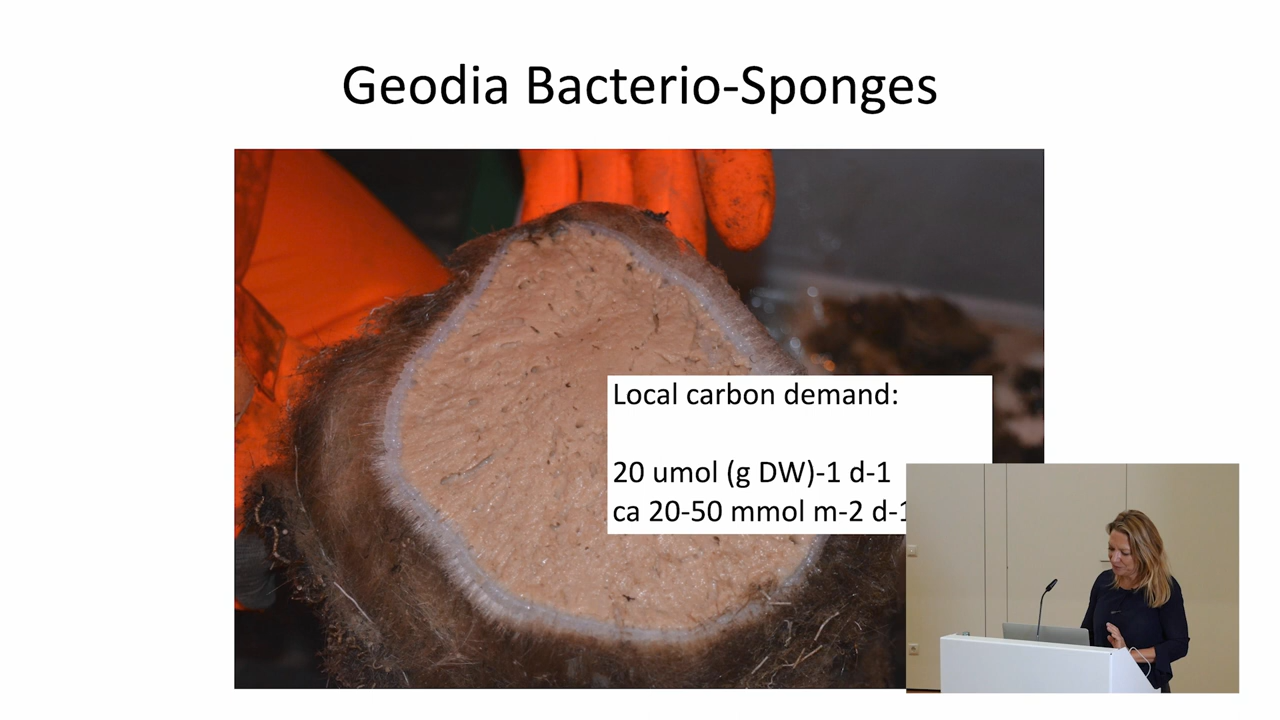 Geodia Bacterio-Sponges
Local carbon demand:
20 umol (g DW)-1 d-1
ca 20-50 mmol m-2 d-1